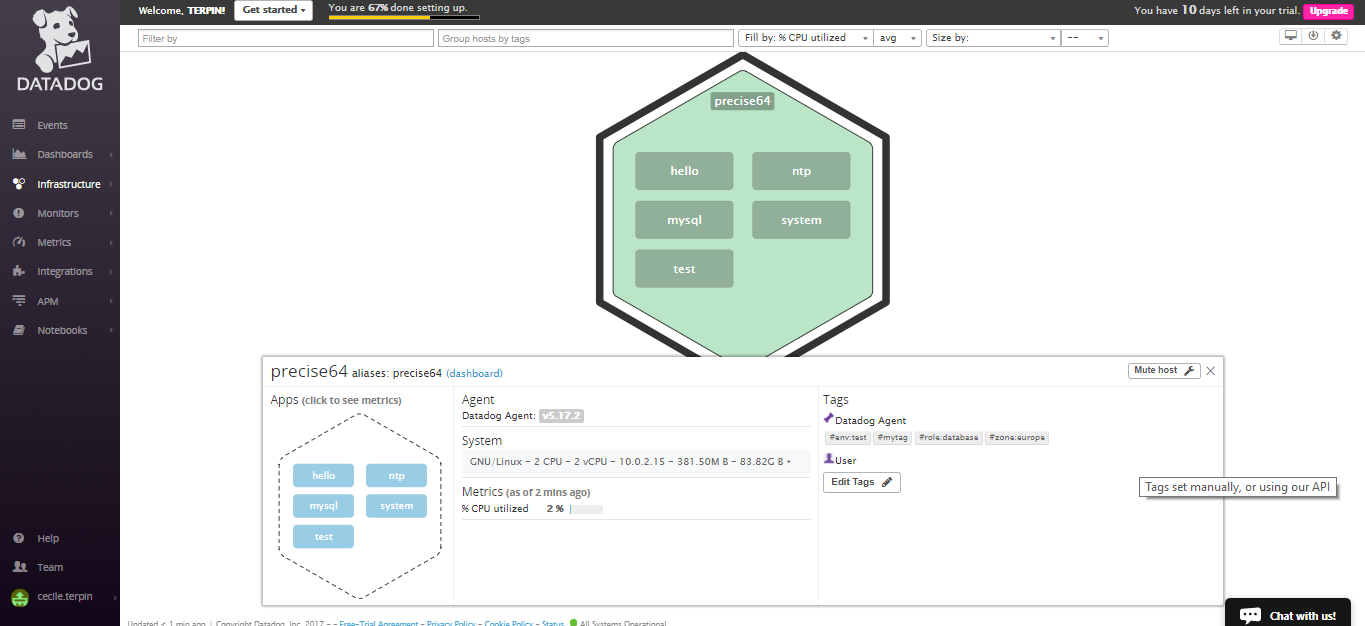 Welcome, TERPIN!
Get started
You are 67% done setting up.
You have 10 days left in your trial.
Upgrade
DATADOG
Filter by
Group hosts by tags
Fill by: % CPU utilized
avg
Size by:
--
Events
Dashboards
Infrastructure
Monitors
Metrics
Integrations
APM
Notebooks
Help
Team
cecile.terpin
precise64
hello
ntp
mysql
system
test
precise64 aliases: precise64 (dashboard)
Mute host
Apps (click to see metrics)
hello
ntp
mysql
system
test
Agent
Datadog Agent: v5.17.2
System
GNU/Linux - 2 CPU - 2 vCPU - 10.0.2.15 - 381.50M B - 83.82G B
Metrics (as of 2 mins ago)
% CPU utilized 2 %
Tags
Datadog Agent
#env:test #mytag #role:database #zone:europe
User
Edit Tags
Tags set manually, or using our API
Updated < 1 min ago | Copyright Datadog, Inc. 2017 - - Free-Trial Agreement - Privacy Policy - Cookie Policy - Status All Systems Operational
Chat with us!